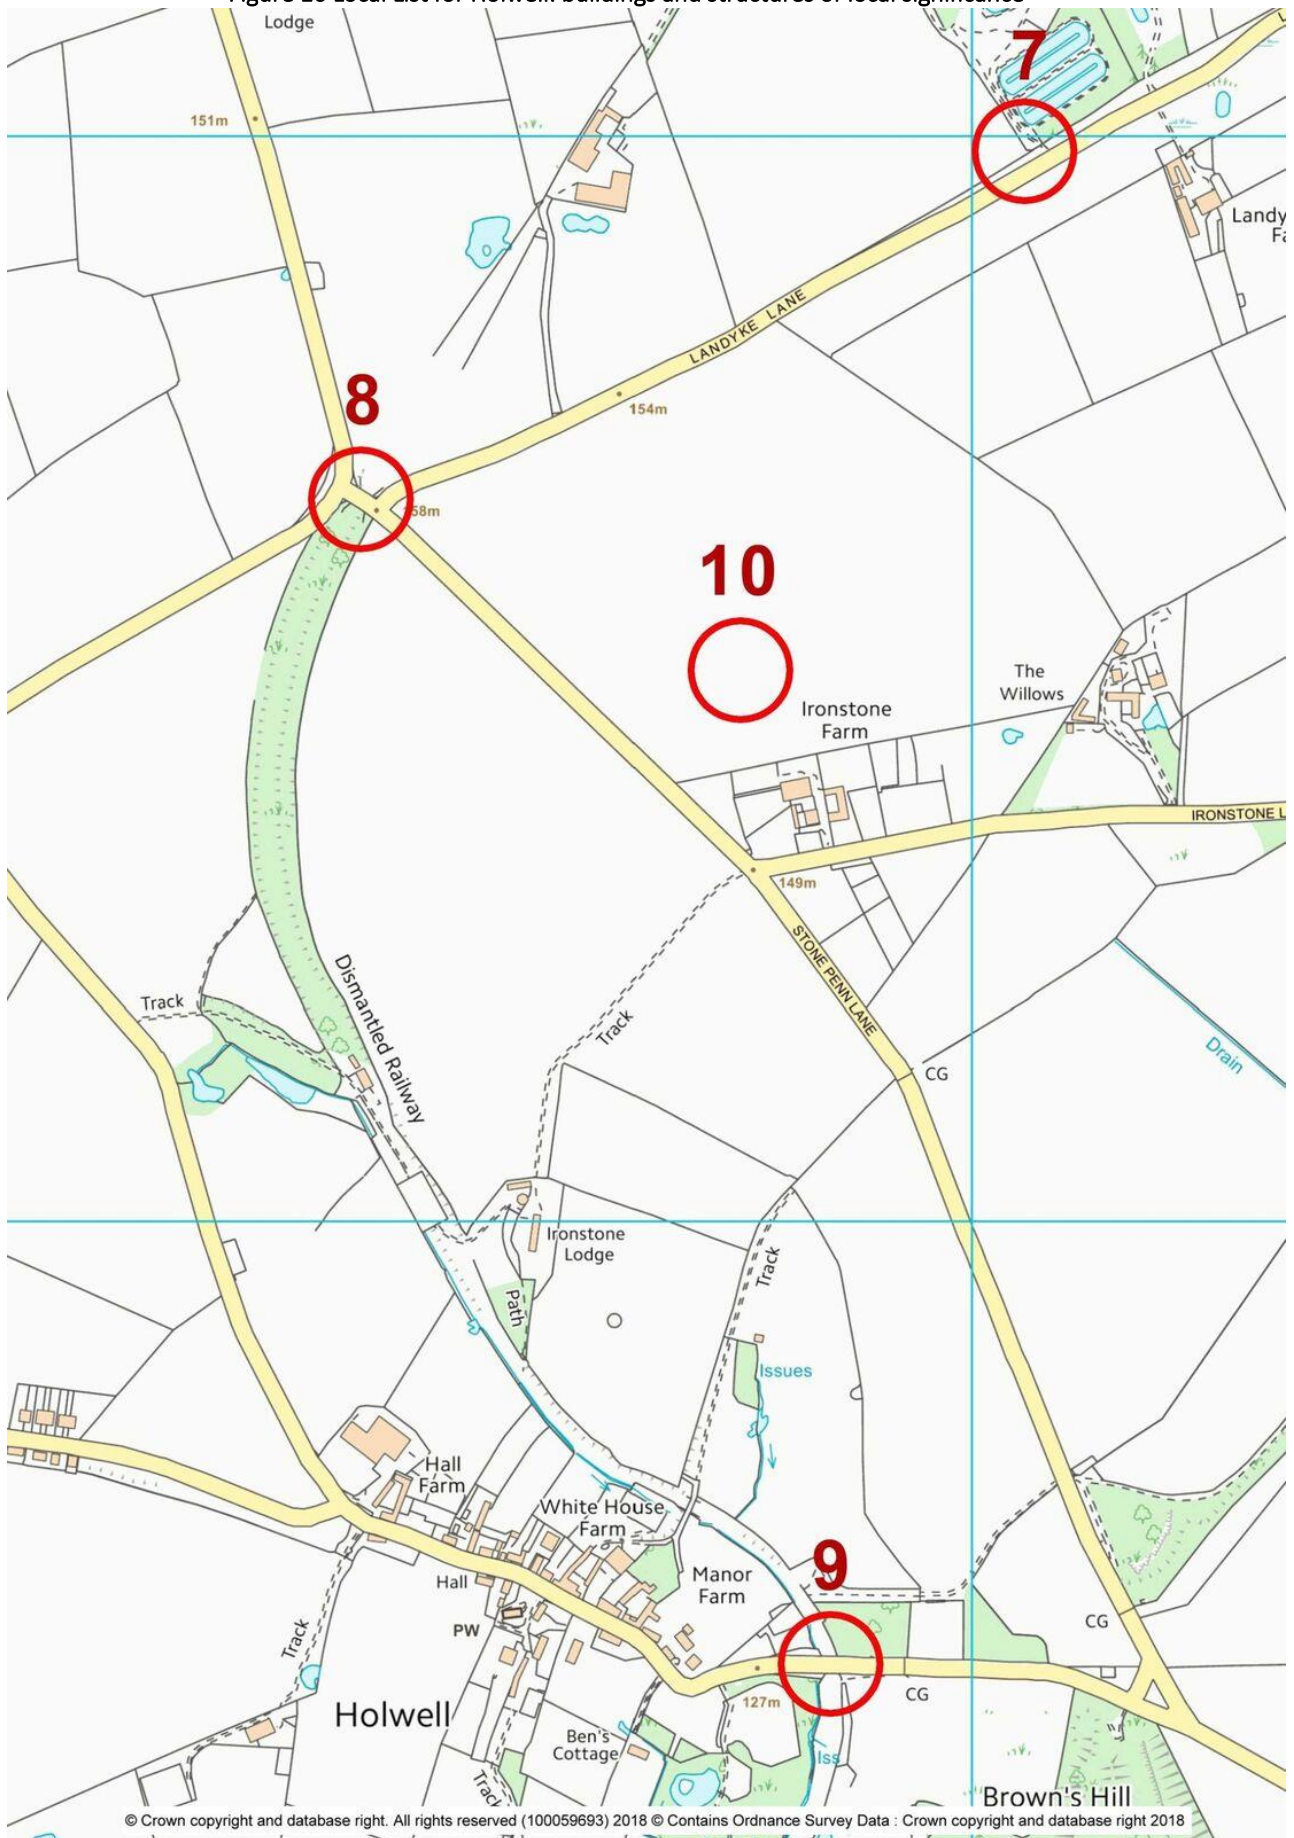 Lodge
7
151m
Landy
Fa
LANDYKE LANE
8
154m
158m
10
The
Willows
Ironstone
Farm
IRONSTONE L
149m
STONE PENN LANE
Dismantled Railway
Track
Track
Drain
CG
Ironstone
Lodge
Track
Path
Issues
Hall
Farm
White House
Farm
9
Manor
Farm
Hall
CG
PW
Track
CG
127m
Holwell
Ben's
Cottage
Iss
Track
Brown's Hill
© Crown copyright and database right. All rights reserved (100059693) 2018 © Contains Ordnance Survey Data : Crown copyright and database right 2018